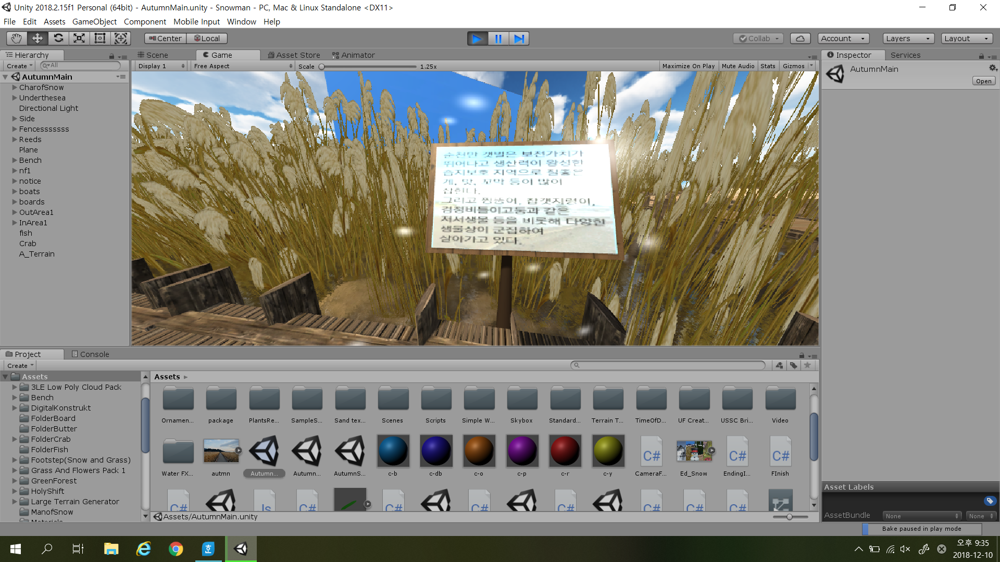 Unity 2018.2.15f1 Personal (64bit) - AutumnMain.unity - Snowman - PC, Mac & Linux Standalone <DX11>
File Edit Assets GameObject Component Mobile Input Window Help
Center Local Collab Account Layers Layout
Hierarchy Scene Game Asset Store Animator Inspector Services
Create All Display 1 Free Aspect Scale 1.25x Maximize On Play Mute Audio Stats Gizmos
AutumnMain
Open
AutumnMain
CharofSnow
Underthesea
Directional Light
Side
Fencesssssss
Reeds
Plane
Bench
nf1
notice
boats
boards
OutArea1
InArea1
fish
Crab
A_Terrain
순천만 갯벌은 보전가치가
뛰어나고 생산력이 왕성한
습지보호 지역으로 짱뚱은
게, 맛, 꼬막 등이 많이
잡힌다.
그리고 짱뚱어, 참갯지렁이,
검정비틀이고둥과 같은
저서생물 등을 비롯해 다양한
생물상이 군집하여
살아가고 있다.
Project Console
Create
Assets
3LE Low Poly Cloud Pack
Bench
DigitalKonstrukt
FolderBoard
FolderButter
FolderCrab
FolderFish
Footstep(Snow and Grass)
Grass And Flowers Pack 1
GreenForest
HolyShift
Large Terrain Generator
ManofSnow
Materials
Assets
Ornamen... package PlantsRe... SampleS... Sand tex... Scenes Scripts Simple W... Skybox Standard... Terrain T... TimeOfD... UF Creat... USSC Bri... Video
C# C# C#
Water FX... autmn Autumn... Autumn... AutumnS... c-b c-db c-o c-p c-r c-y CameraF... Ed_Snow EndingI... FInish
C# Js C# C# C# C# C# C# C#
Assets/AutumnMain.unity
Asset Labels
AssetBundle None None
Bake paused in play mode
오후 9:35
2018-12-10